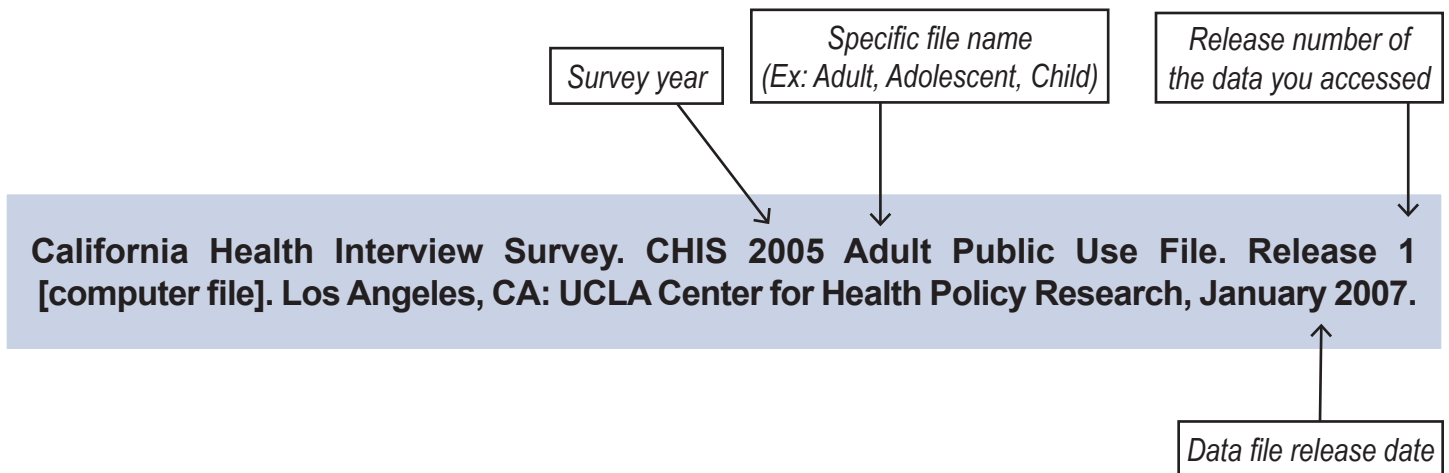 Survey year
Specific file name
(Ex: Adult, Adolescent, Child)
Release number of
the data you accessed
California Health Interview Survey. CHIS 2005 Adult Public Use File. Release 1
[computer file]. Los Angeles, CA: UCLA Center for Health Policy Research, January 2007.
Data file release date